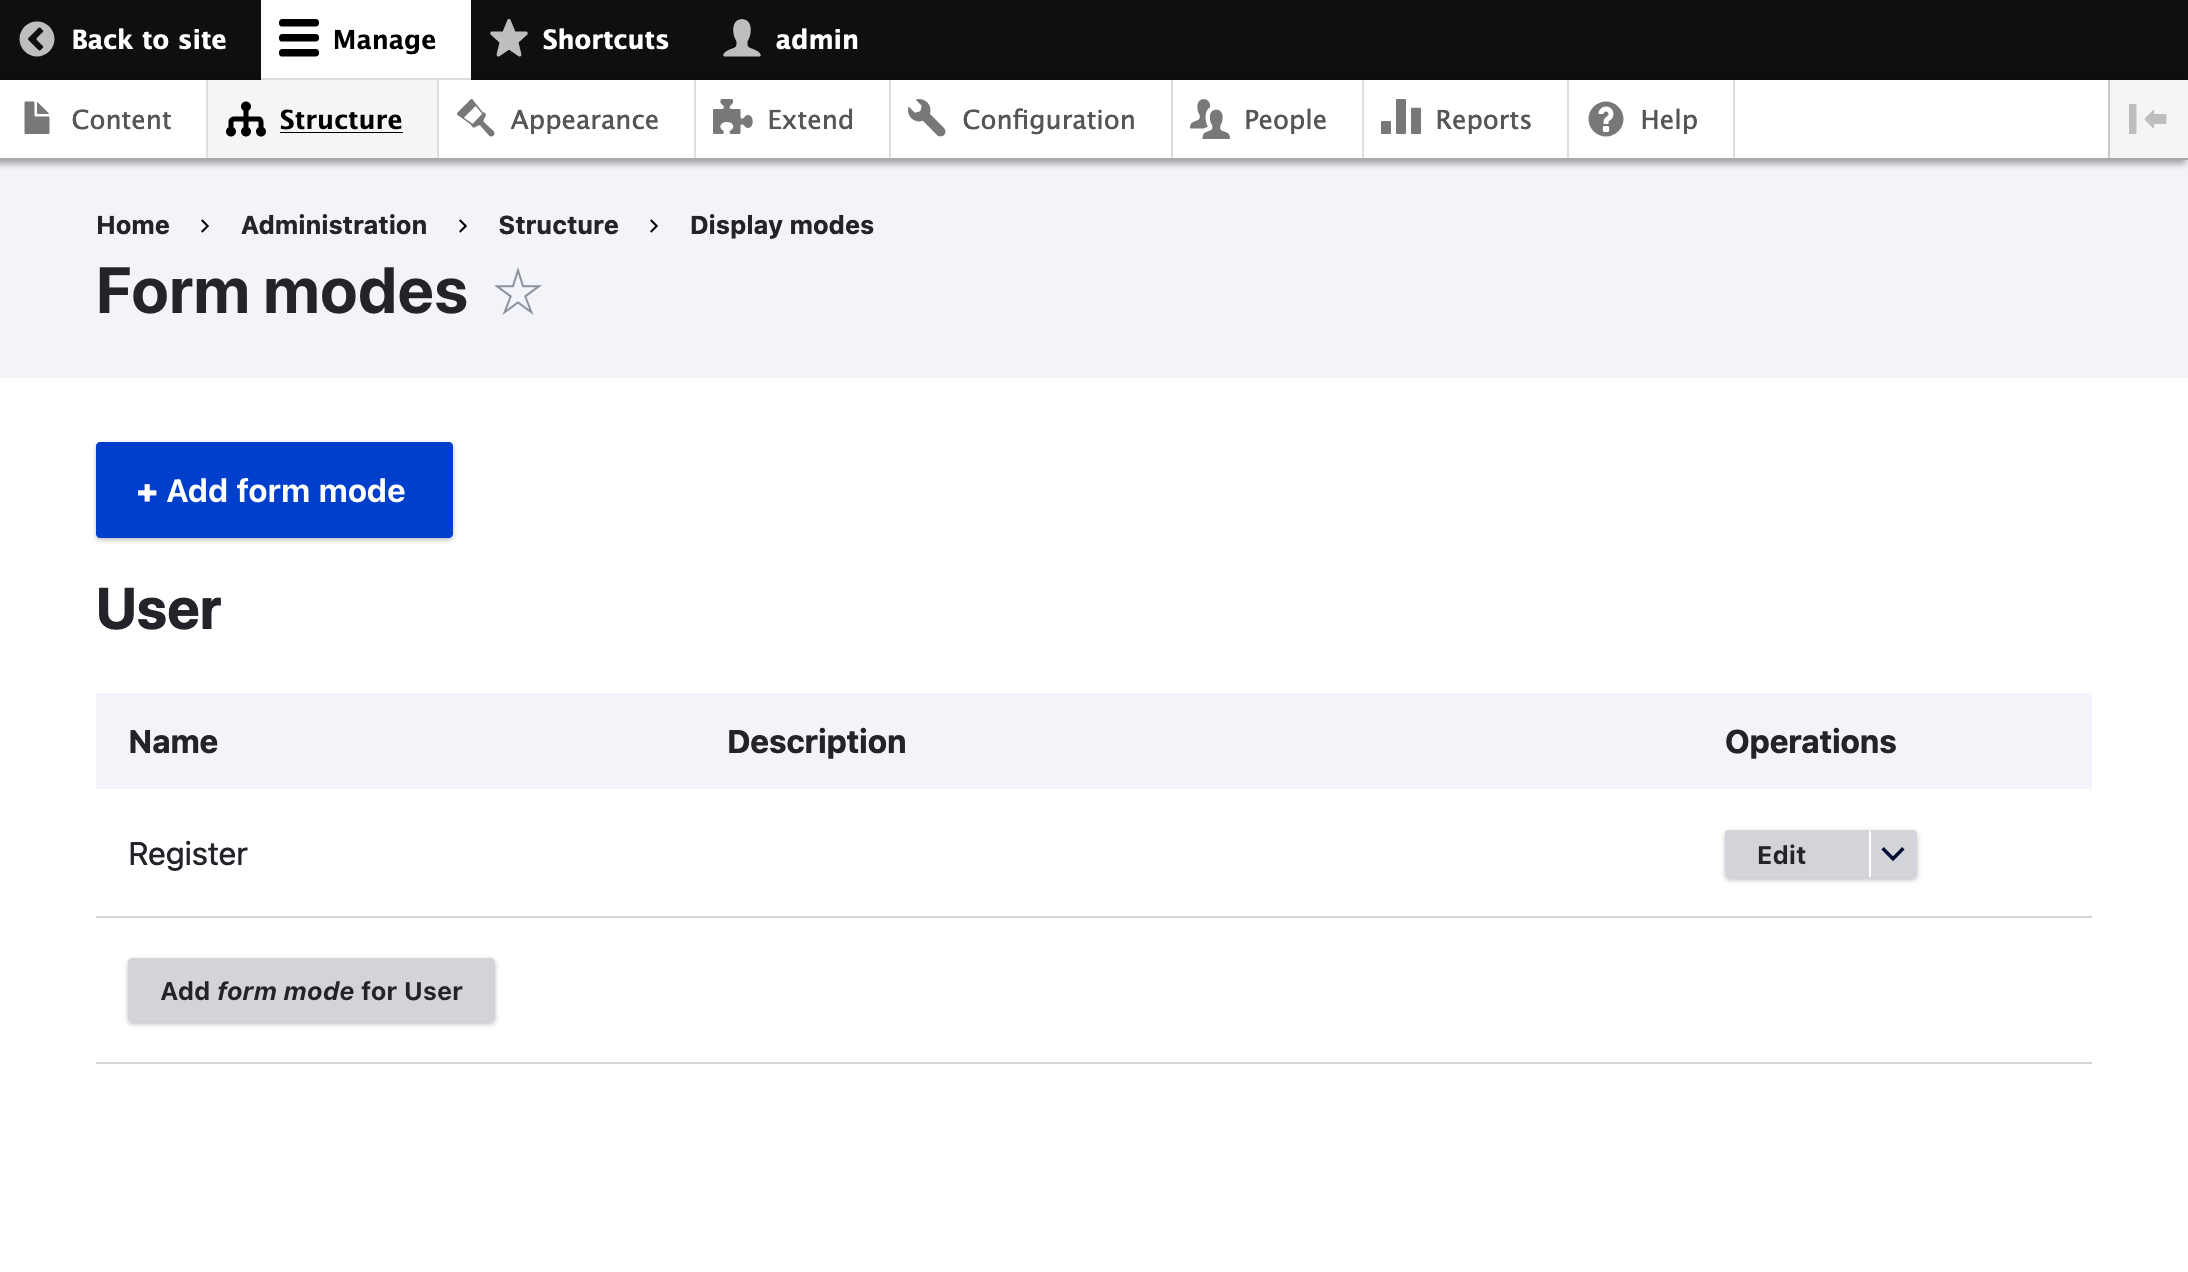 Back to site Manage Shortcuts admin
Content Structure Appearance Extend Configuration People Reports Help
Home › Administration › Structure › Display modes
Form modes
+ Add form mode
User
Name Description Operations
Register Edit
Add form mode for User